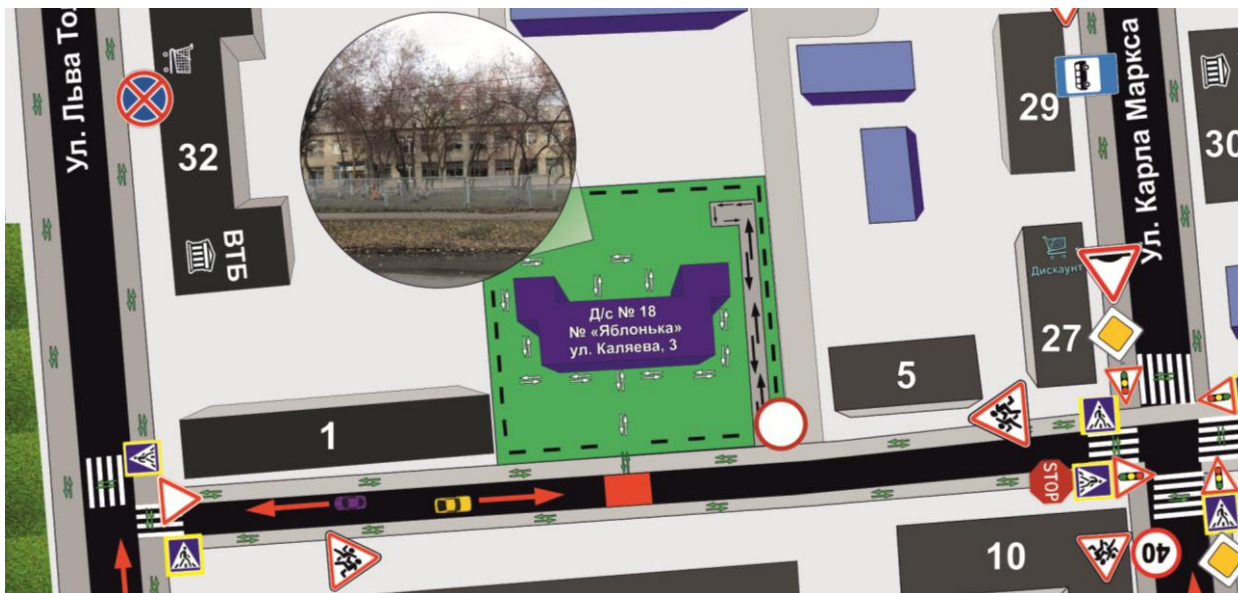 Ул. Льва Тол
32
ВТБ
29
Ул. Карла Маркса
30
Дискаунт
27
Д/с № 18
№ «Яблонька»
ул. Каляева, 3
5
1
STOP
10
40